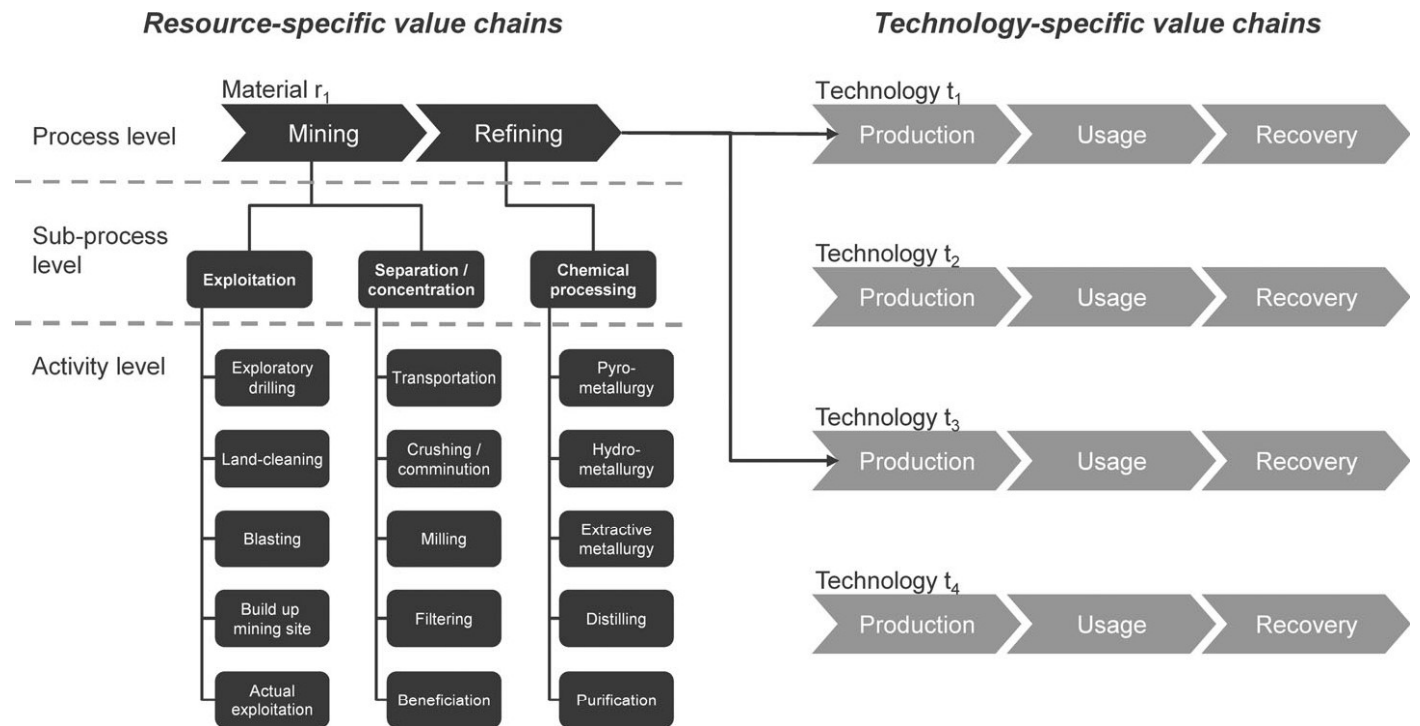 Resource-specific value chains
Technology-specific value chains
Material r₁
Process level
Mining
Refining
Sub-process
level
Exploitation
Separation /
concentration
Chemical
processing
Activity level
Exploratory
drilling
Land-cleaning
Blasting
Build up
mining site
Actual
exploitation
Transportation
Crushing /
comminution
Milling
Filtering
Beneficiation
Pyro-
metallurgy
Hydro-
metallurgy
Extractive
metallurgy
Distilling
Purification
Technology t₁
Production
Usage
Recovery
Technology t₂
Production
Usage
Recovery
Technology t₃
Production
Usage
Recovery
Technology t₄
Production
Usage
Recovery